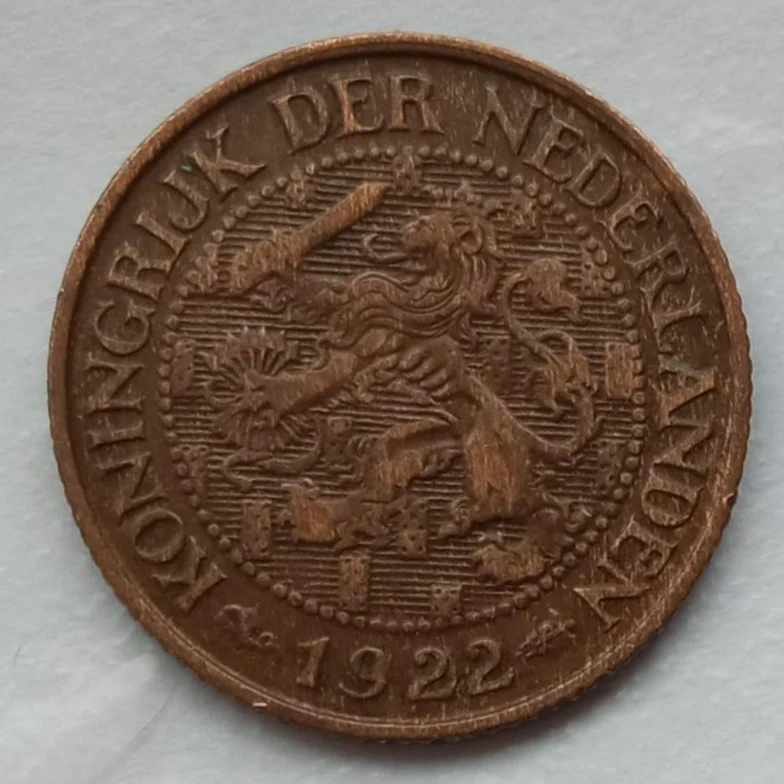 KONINGRIJK DER NEDERLANDEN
1922